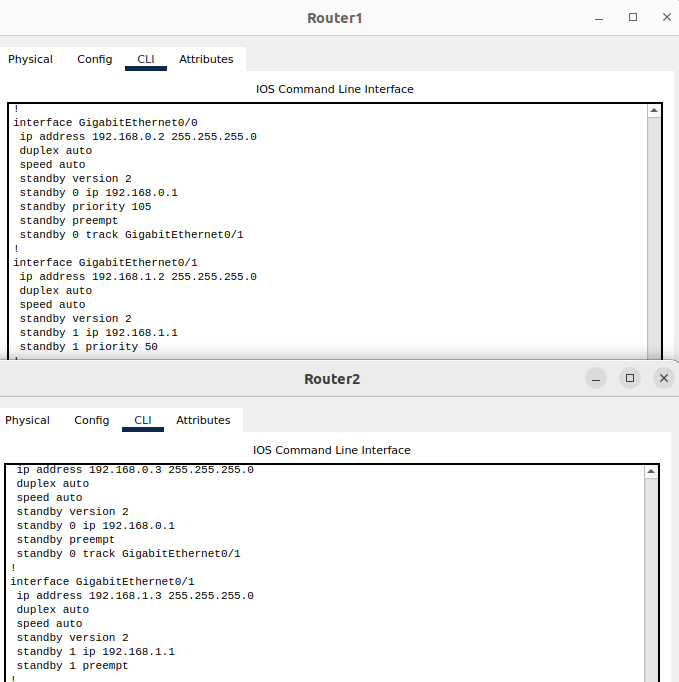 Router1
Physical Config CLI Attributes
IOS Command Line Interface
!
interface GigabitEthernet0/0
ip address 192.168.0.2 255.255.255.0
duplex auto
speed auto
standby version 2
standby 0 ip 192.168.0.1
standby priority 105
standby preempt
standby 0 track GigabitEthernet0/1
!
interface GigabitEthernet0/1
ip address 192.168.1.2 255.255.255.0
duplex auto
speed auto
standby version 2
standby 1 ip 192.168.1.1
standby 1 priority 50
Router2
Physical Config CLI Attributes
IOS Command Line Interface
ip address 192.168.0.3 255.255.255.0
duplex auto
speed auto
standby version 2
standby 0 ip 192.168.0.1
standby preempt
standby 0 track GigabitEthernet0/1
!
interface GigabitEthernet0/1
ip address 192.168.1.3 255.255.255.0
duplex auto
speed auto
standby version 2
standby 1 ip 192.168.1.1
standby 1 preempt
!